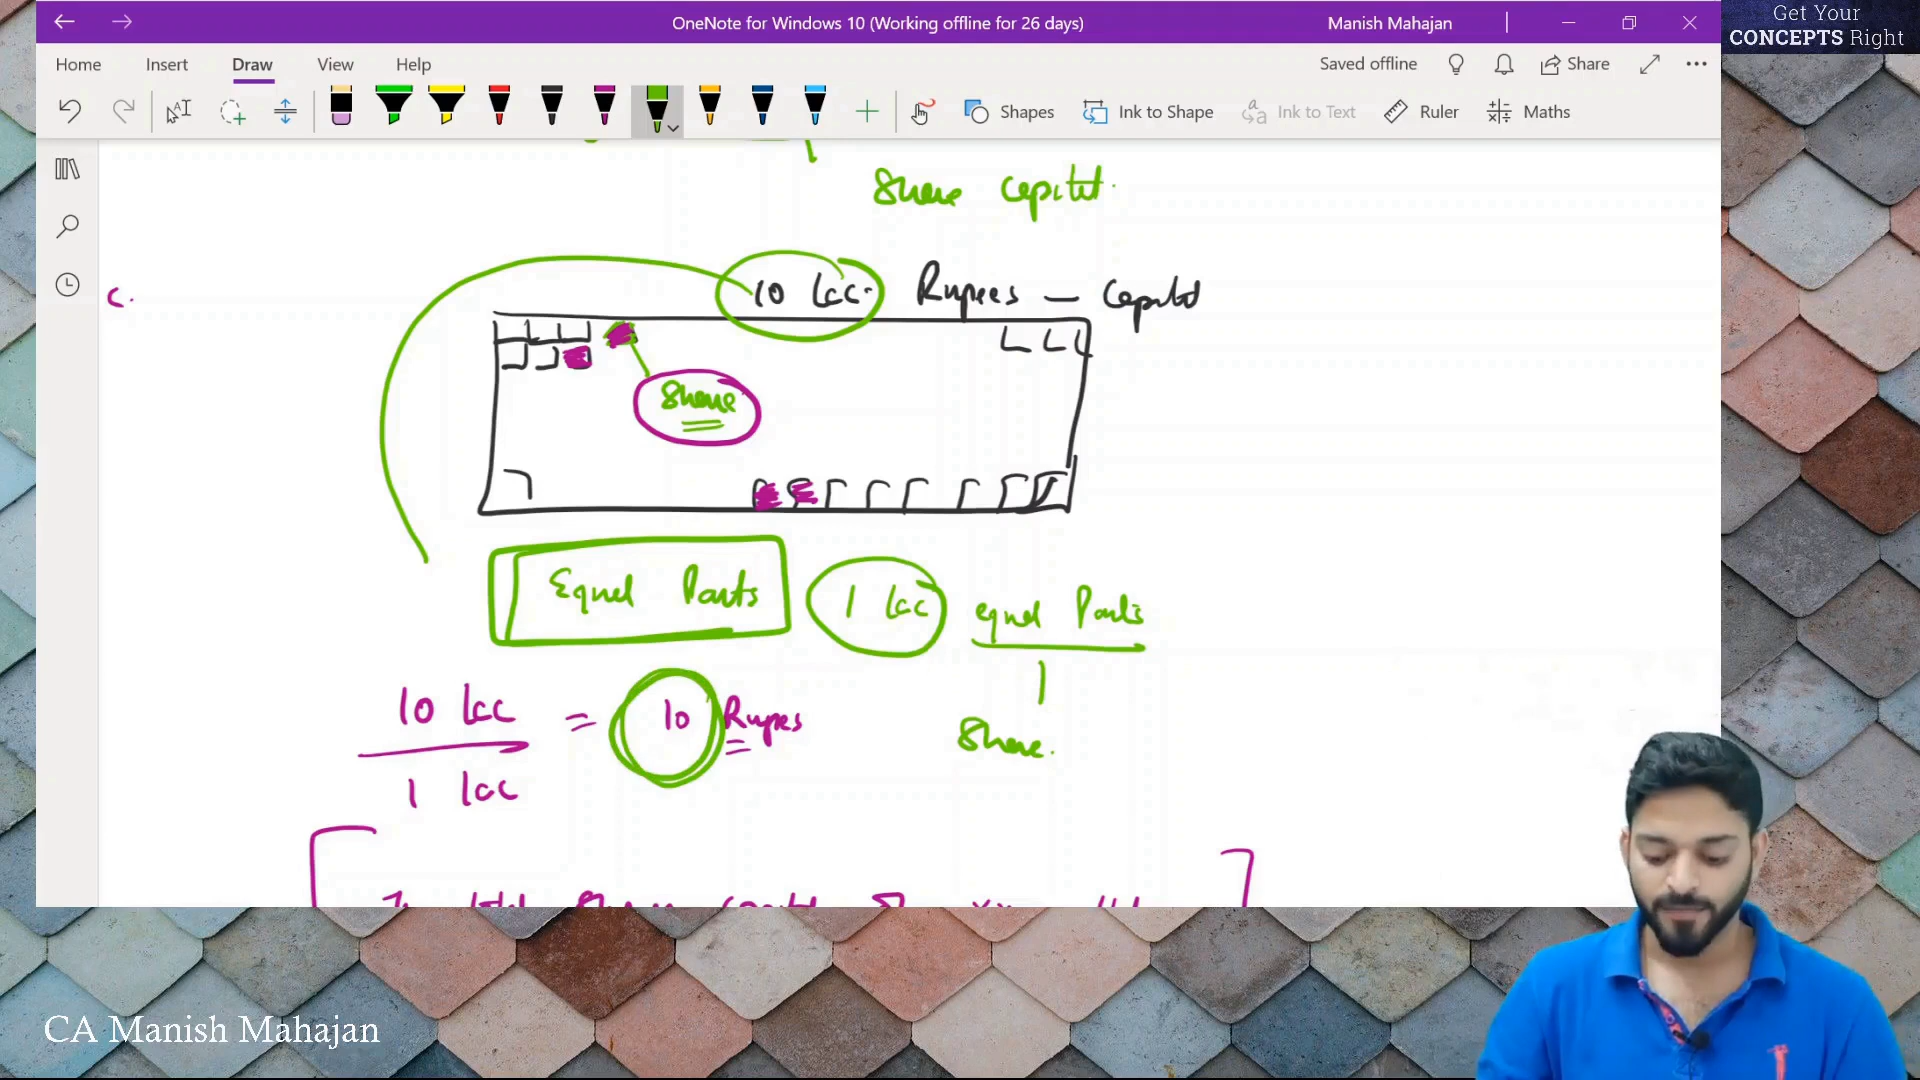 Get Your
CONCEPTS Right
OneNote for Windows 10 (Working offline for 26 days)
Manish Mahajan
Home Insert Draw View Help
Saved offline
Share
Shapes
Ink to Shape
Ink to Text
Ruler
Maths
Share capital.
C.
10 Lac. Rupees — Capital
Share
Equal Parts
1 Lac
equal Parts
Share.
10 Lac
= 10 Rupees
1 Lac
CA Manish Mahajan